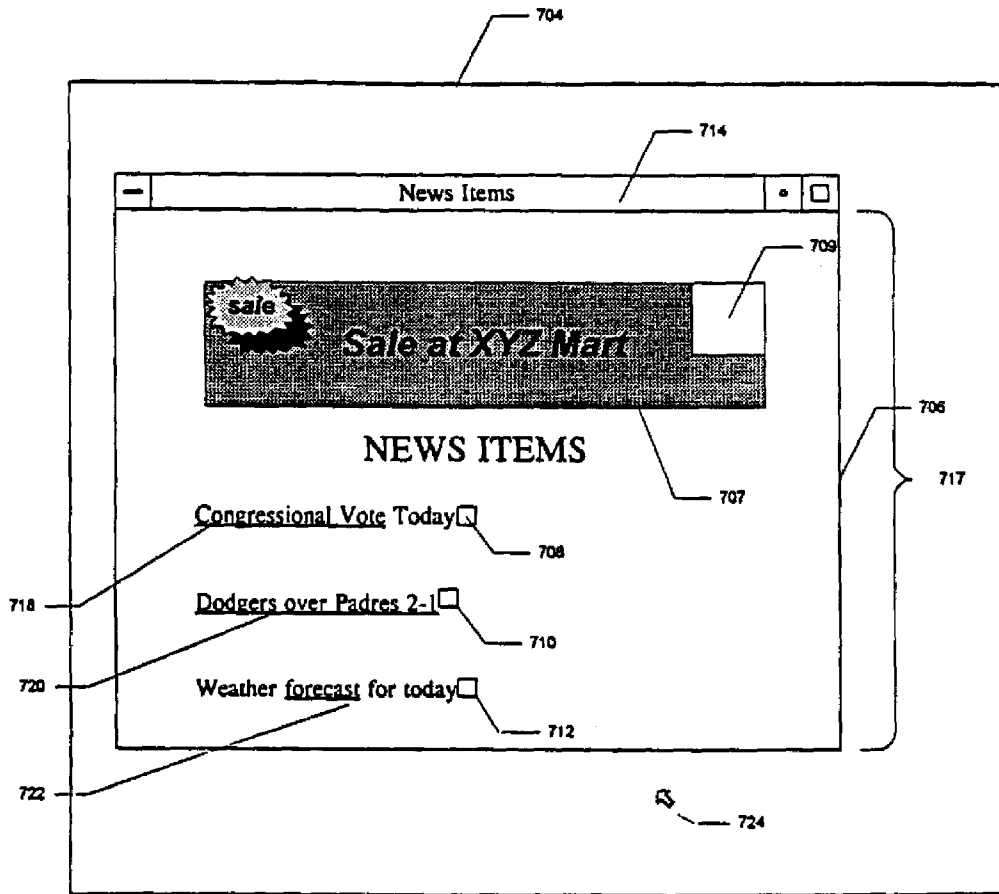 704
714
News Items
709
sale
Sale at XYZ Mart
706
717
NEWS ITEMS
707
Congressional Vote Today
708
718
Dodgers over Padres 2-1
710
720
Weather forecast for today
712
722
724